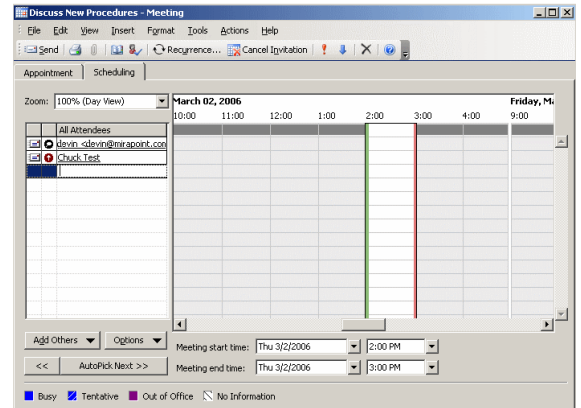 Discuss New Procedures - Meeting
File Edit View Insert Format Tools Actions Help
Send Recurrence... Cancel Invitation
Appointment Scheduling
Zoom: 100% (Day View) March 02, 2006 Friday, Ma
10:00 11:00 12:00 1:00 2:00 3:00 4:00 9:00
All Attendees
devin <devin@mirapoint.con
Chuck Test
Add Others Options Meeting start time: Thu 3/2/2006 2:00 PM
<< AutoPick Next >> Meeting end time: Thu 3/2/2006 3:00 PM
Busy Tentative Out of Office No Information